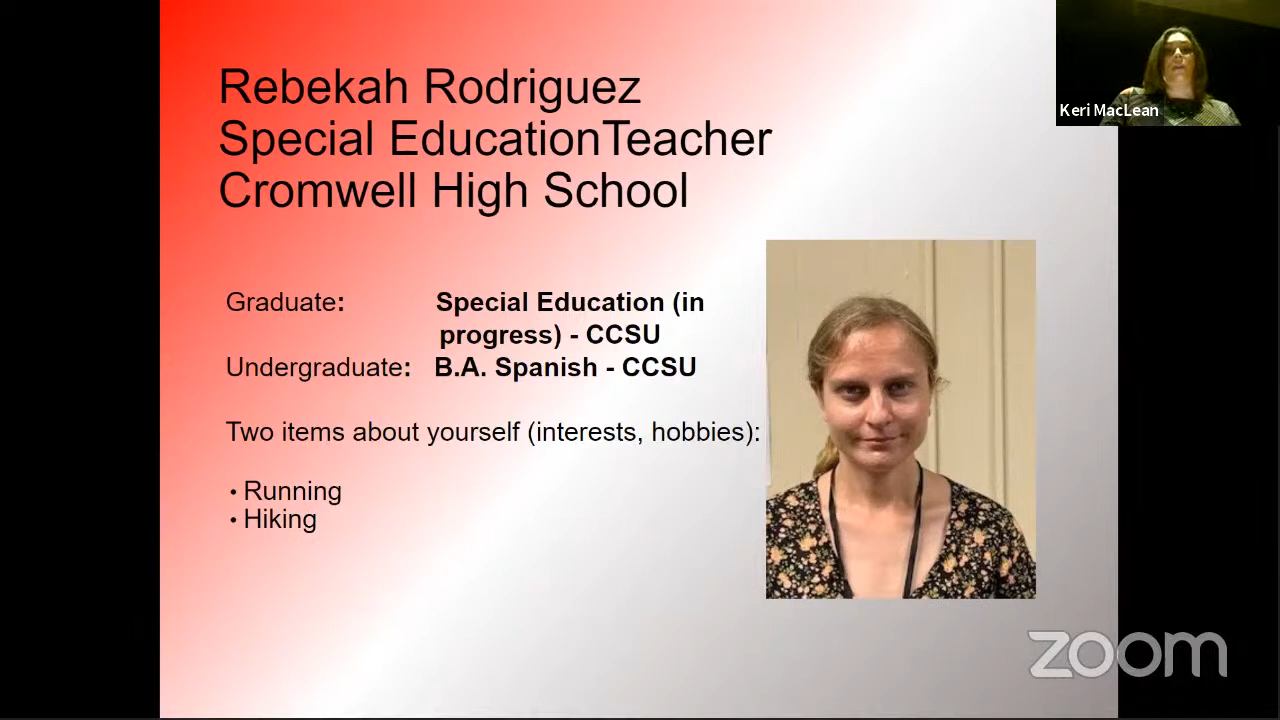 Rebekah Rodriguez
Special EducationTeacher
Cromwell High School
Keri MacLean
Graduate: Special Education (in
progress) - CCSU
Undergraduate: B.A. Spanish - CCSU
Two items about yourself (interests, hobbies):
• Running
• Hiking
zoom